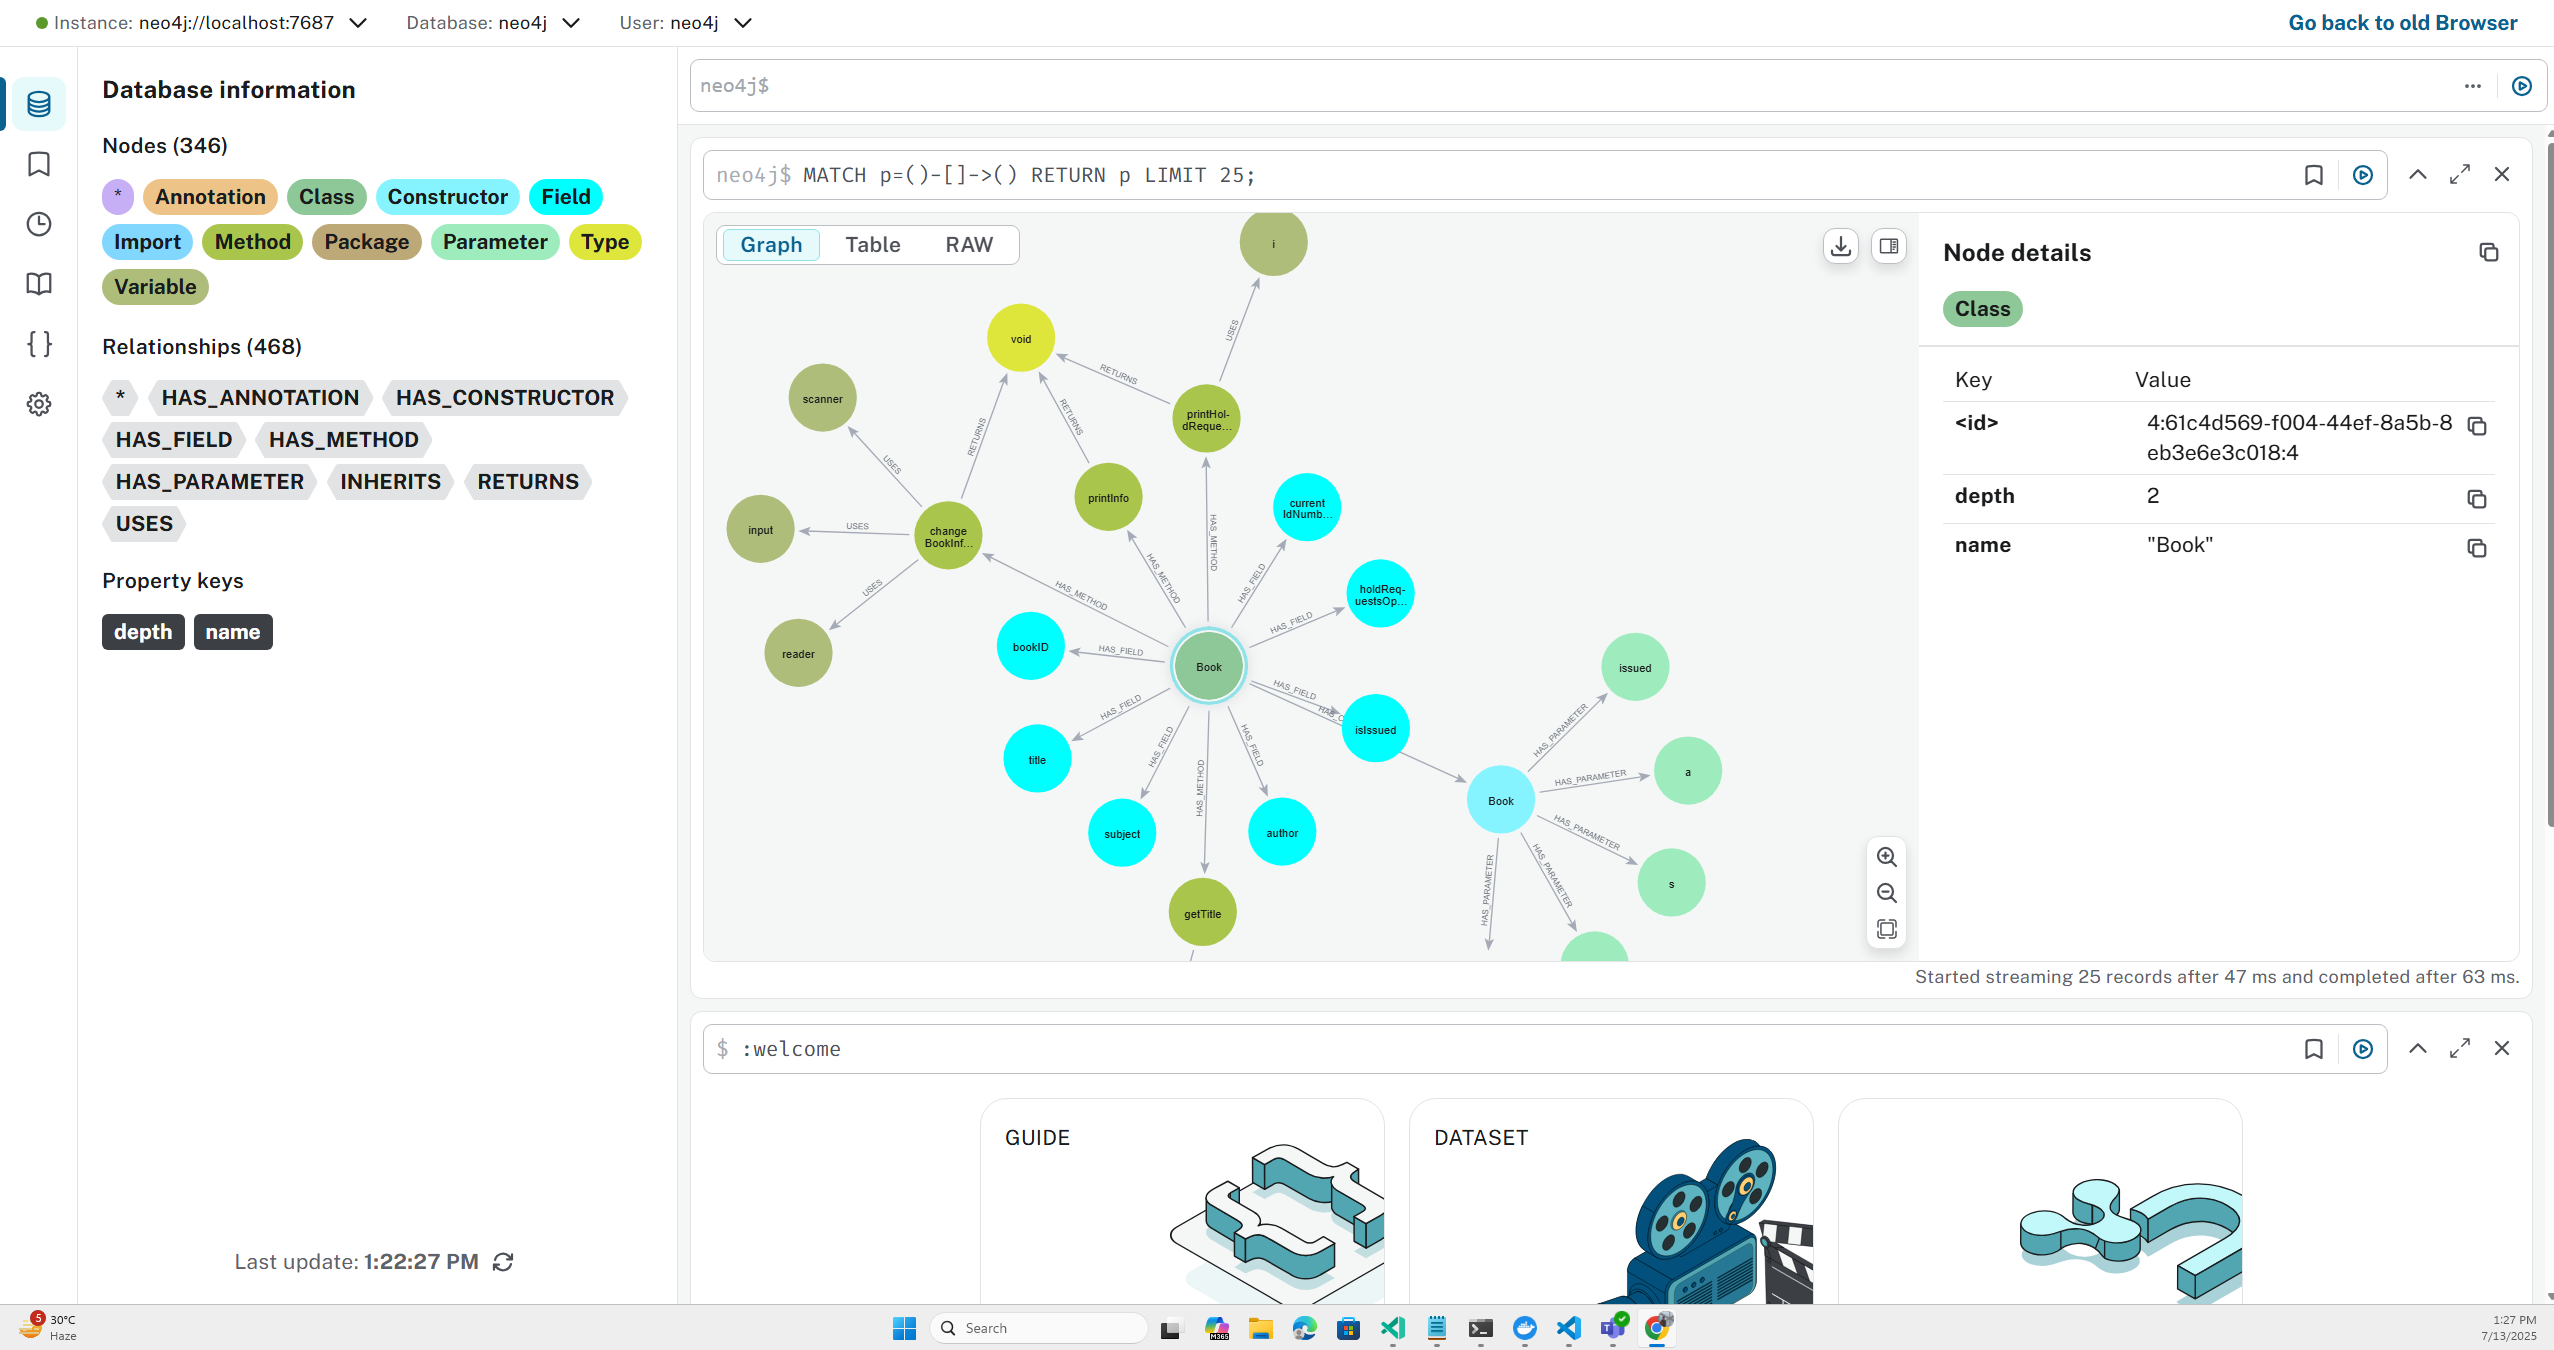 Instance: neo4j://localhost:7687 Database: neo4j User: neo4j Go back to old Browser
Database information
Nodes (346)
* Annotation Class Constructor Field
Import Method Package Parameter Type
Variable
Relationships (468)
* HAS_ANNOTATION HAS_CONSTRUCTOR
HAS_FIELD HAS_METHOD
HAS_PARAMETER INHERITS RETURNS
USES
Property keys
depth name
Last update: 1:22:27 PM
neo4j$
neo4j$ MATCH p=()-[]->() RETURN p LIMIT 25;
Graph Table RAW
i
USES
void
RETURNS
scanner
printHol-
dReque...
RETURNS
RETURNS
USES
printInfo
current
IdNumb...
input
USES
change
BookInf...
HAS_METHOD
HAS_METHOD
HAS_FIELD
holdReq-
uestsOp...
USES
HAS_METHOD
HAS_FIELD
reader
bookID
HAS_FIELD
Book
issued
HAS_FIELD
HAS_FIELD
HAS_C
isIssued
HAS_PARAMETER
title
HAS_FIELD
HAS_METHOD
HAS_FIELD
a
HAS_PARAMETER
Book
subject
author
HAS_PARAMETER
HAS_PARAMETER
HAS_PARAMETER
s
getTitle
Node details
Class
Key Value
<id> 4:61c4d569-f004-44ef-8a5b-8
eb3e6e3c018:4
depth 2
name "Book"
Started streaming 25 records after 47 ms and completed after 63 ms.
$ :welcome
GUIDE
DATASET
5
30°C
Haze
Search
M365
1:27 PM
7/13/2025